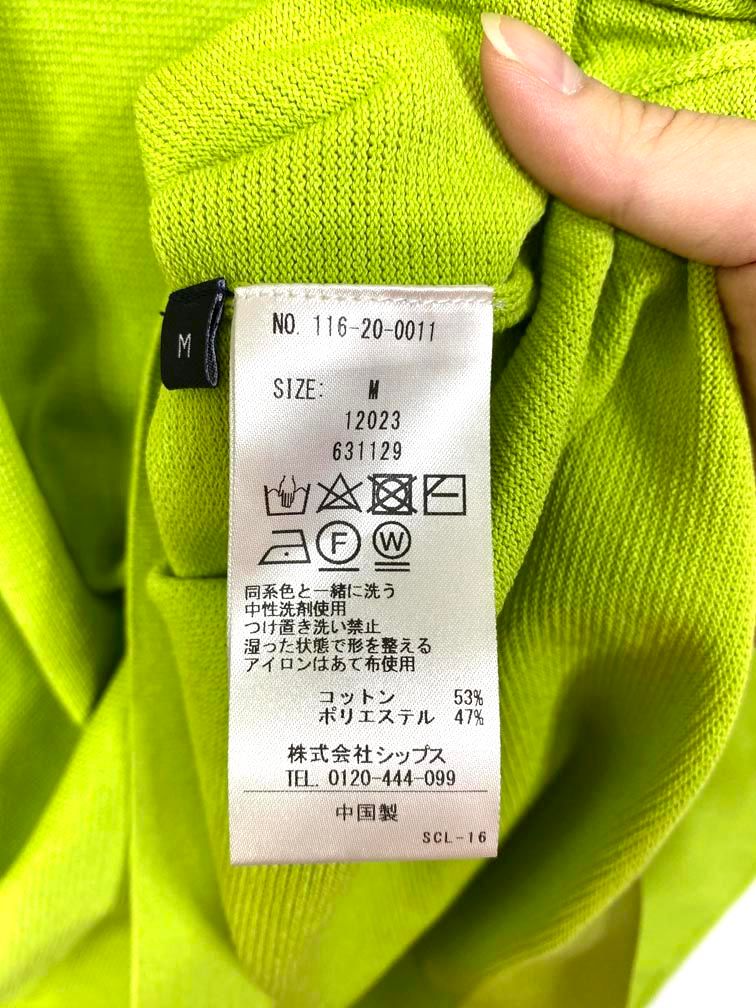 M
NO. 116-20-0011
SIZE: M
12023
631129
F W
同系色と一緒に洗う
中性洗剤使用
つけ置き洗い禁止
湿った状態で形を整える
アイロンはあて布使用
コットン 53%
ポリエステル 47%
株式会社シップス
TEL. 0120-444-099
中国製
SCL-16